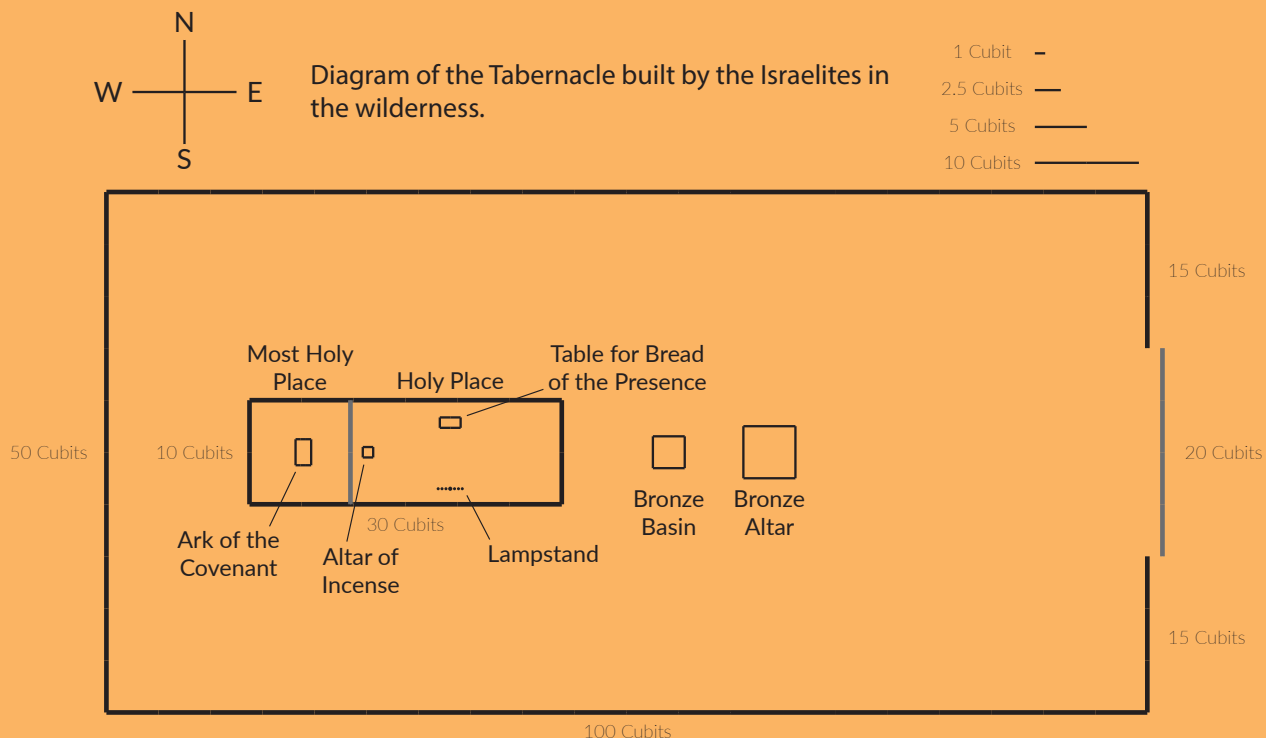 N
W
E
S
Diagram of the Tabernacle built by the Israelites in
the wilderness.
1 Cubit
2.5 Cubits
5 Cubits
10 Cubits
15 Cubits
Most Holy
Place
Holy Place
Table for Bread
of the Presence
50 Cubits
10 Cubits
20 Cubits
Bronze
Basin
Bronze
Altar
30 Cubits
Ark of the
Covenant
Altar of
Incense
Lampstand
15 Cubits
100 Cubits